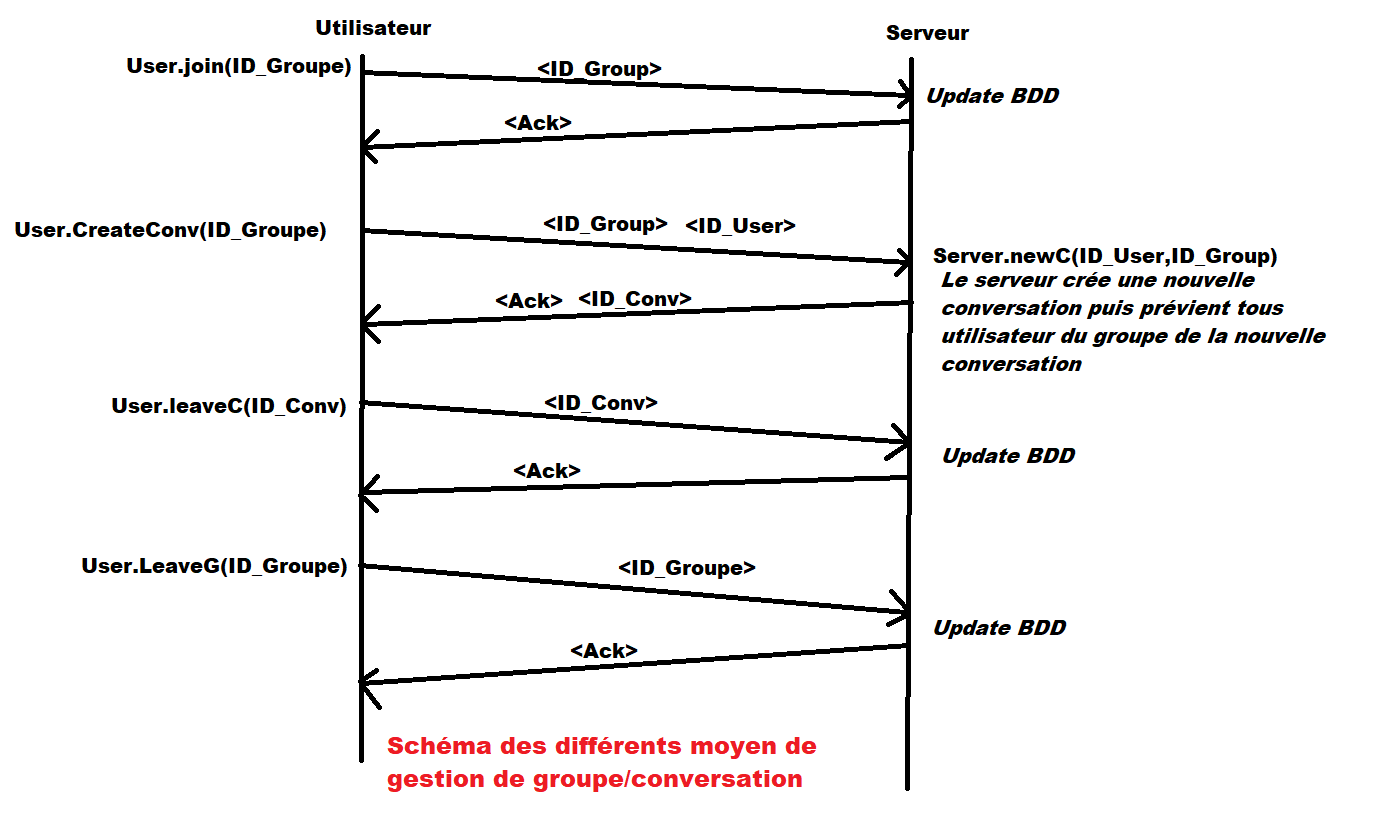 Utilisateur
Serveur
User.join(ID_Groupe)
<ID_Group>
Update BDD
<Ack>
User.CreateConv(ID_Groupe)
<ID_Group> <ID_User>
Server.newC(ID_User,ID_Group)
Le serveur crée une nouvelle
conversation puis prévient tous
utilisateur du groupe de la nouvelle
conversation
<Ack> <ID_Conv>
User.leaveC(ID_Conv)
<ID_Conv>
Update BDD
<Ack>
User.LeaveG(ID_Groupe)
<ID_Groupe>
Update BDD
<Ack>
Schéma des différents moyen de
gestion de groupe/conversation